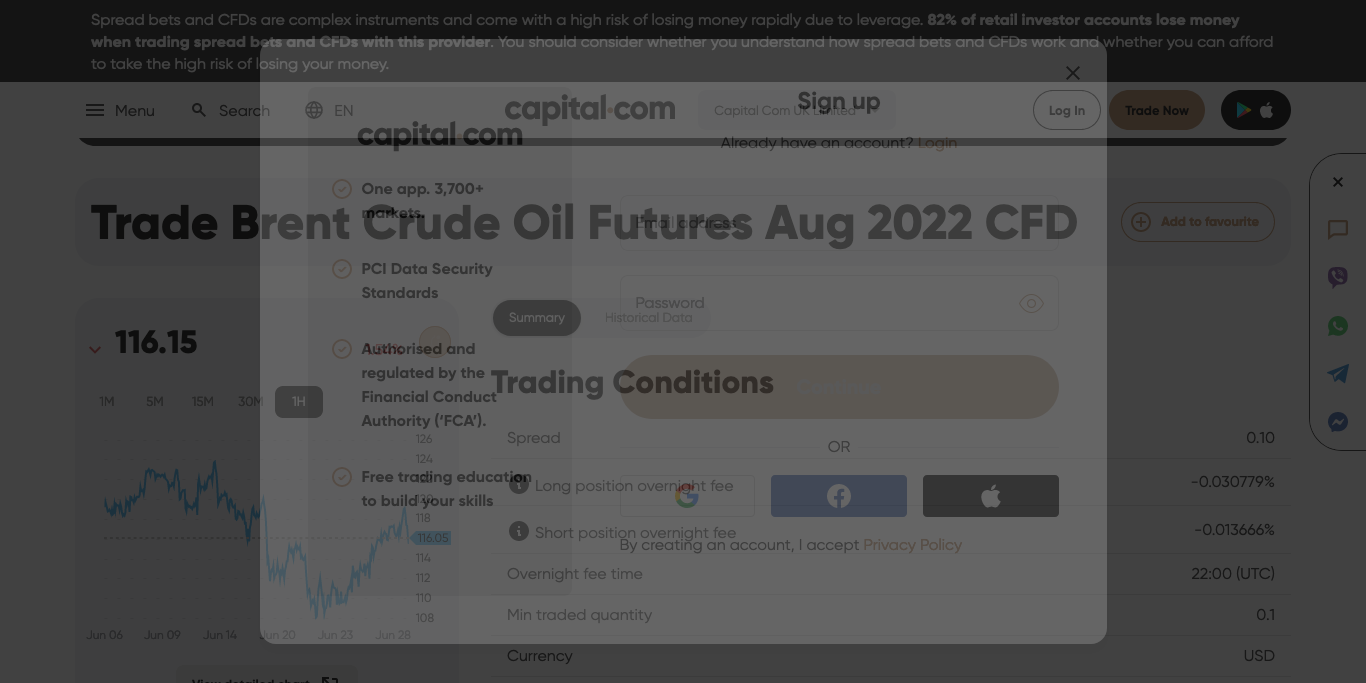 Spread bets and CFDs are complex instruments and come with a high risk of losing money rapidly due to leverage. 82% of retail investor accounts lose money
when trading spread bets and CFDs with this provider. You should consider whether you understand how spread bets and CFDs work and whether you can afford
to take the high risk of losing your money.
Menu
Search
EN
capital.com
Capital Com UK Limited
Log In
Trade Now
Sign up
Already have an account? Login
capital.com
One app. 3,700+
markets.
PCI Data Security
Standards
Authorised and
regulated by the
Financial Conduct
Authority (‘FCA’).
Free trading education
to build your skills
Email address
Password
OR
By creating an account, I accept Privacy Policy
Trade Brent Crude Oil Futures Aug 2022 CFD
Add to favourite
116.15
Summary
Historical Data
1M
5M
15M
30M
1H
126
124
120
118
116.05
114
112
110
108
Jun 06
Jun 09
Jun 14
Jun 20
Jun 23
Jun 28
View detailed chart
Trading Conditions
Spread
0.10
Long position overnight fee
-0.030779%
Short position overnight fee
-0.013666%
Overnight fee time
22:00 (UTC)
Min traded quantity
0.1
Currency
USD